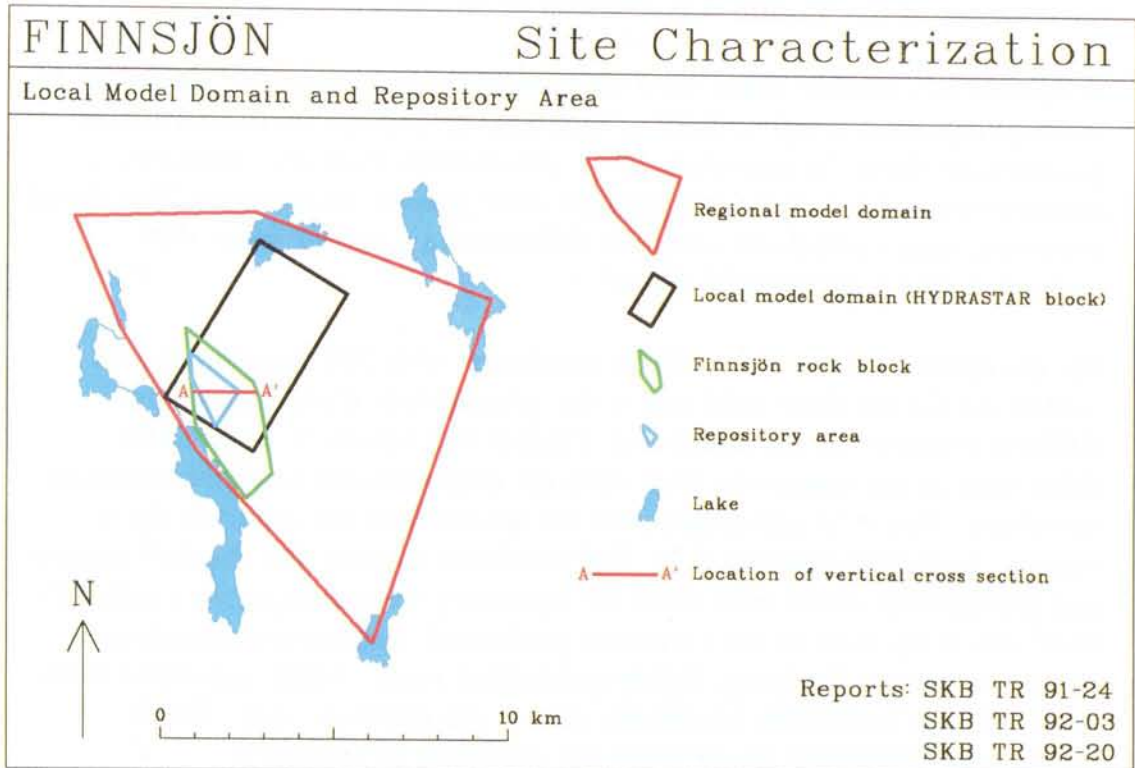 FINNSJÖN Site Characterization
Local Model Domain and Repository Area
Regional model domain
Local model domain (HYDRASTAR block)
Finnsjön rock block
A A'
Repository area
Lake
A A' Location of vertical cross section
N
0 10 km
Reports: SKB TR 91-24
SKB TR 92-03
SKB TR 92-20